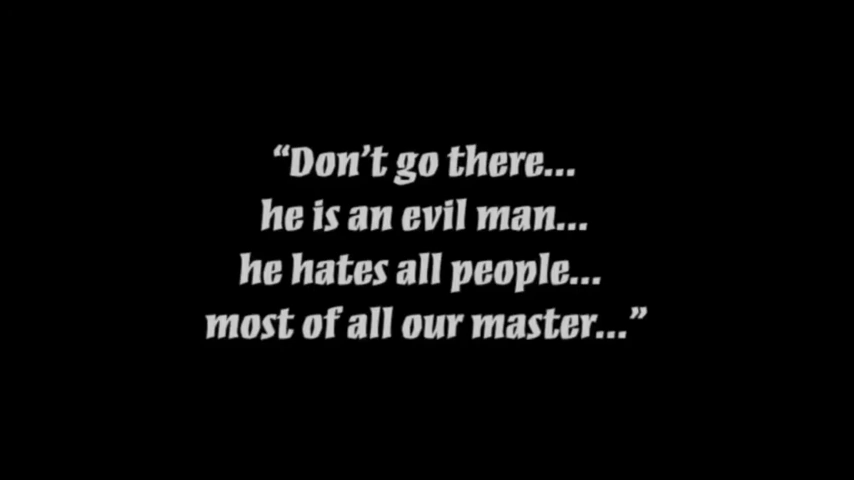 “Don’t go there...
he is an evil man...
he hates all people...
most of all our master...”